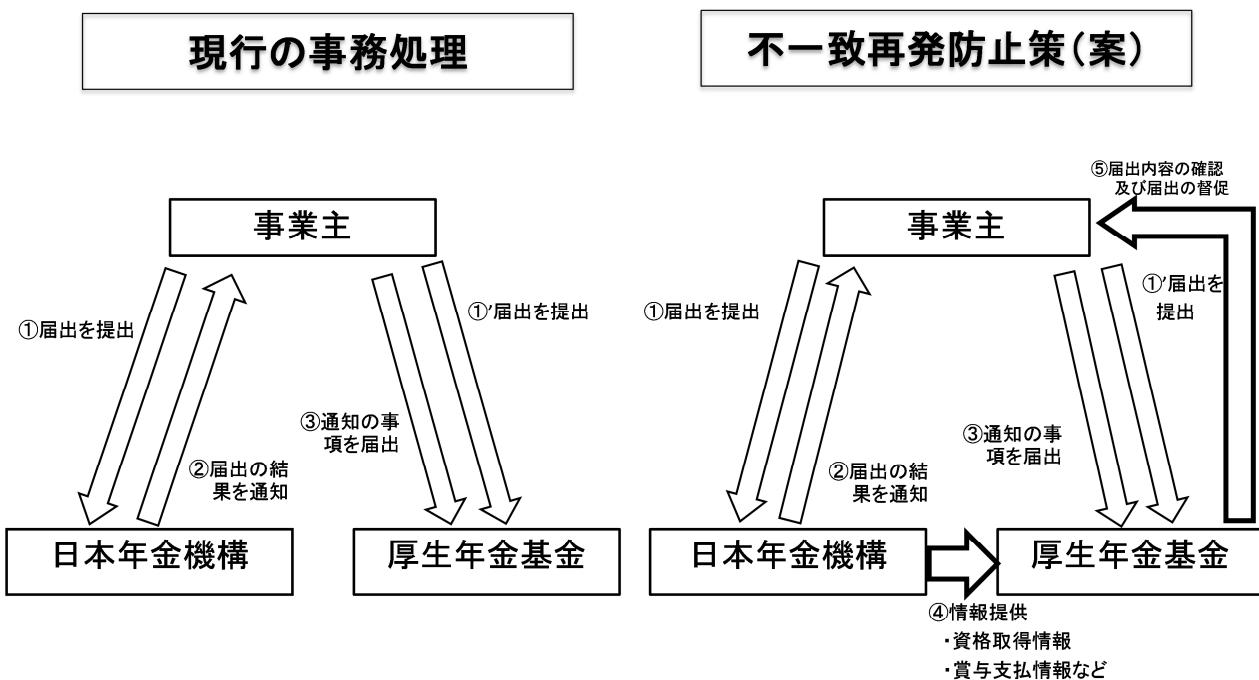 現行の事務処理
事業主
①届出を提出
①’届出を提出
③通知の事
項を届出
②届出の結
果を通知
日本年金機構
厚生年金基金
不一致再発防止策(案)
⑤届出内容の確認
及び届出の督促
事業主
①届出を提出
①’届出を
提出
③通知の事
項を届出
②届出の結
果を通知
日本年金機構
厚生年金基金
④情報提供
・資格取得情報
・賞与支払情報など